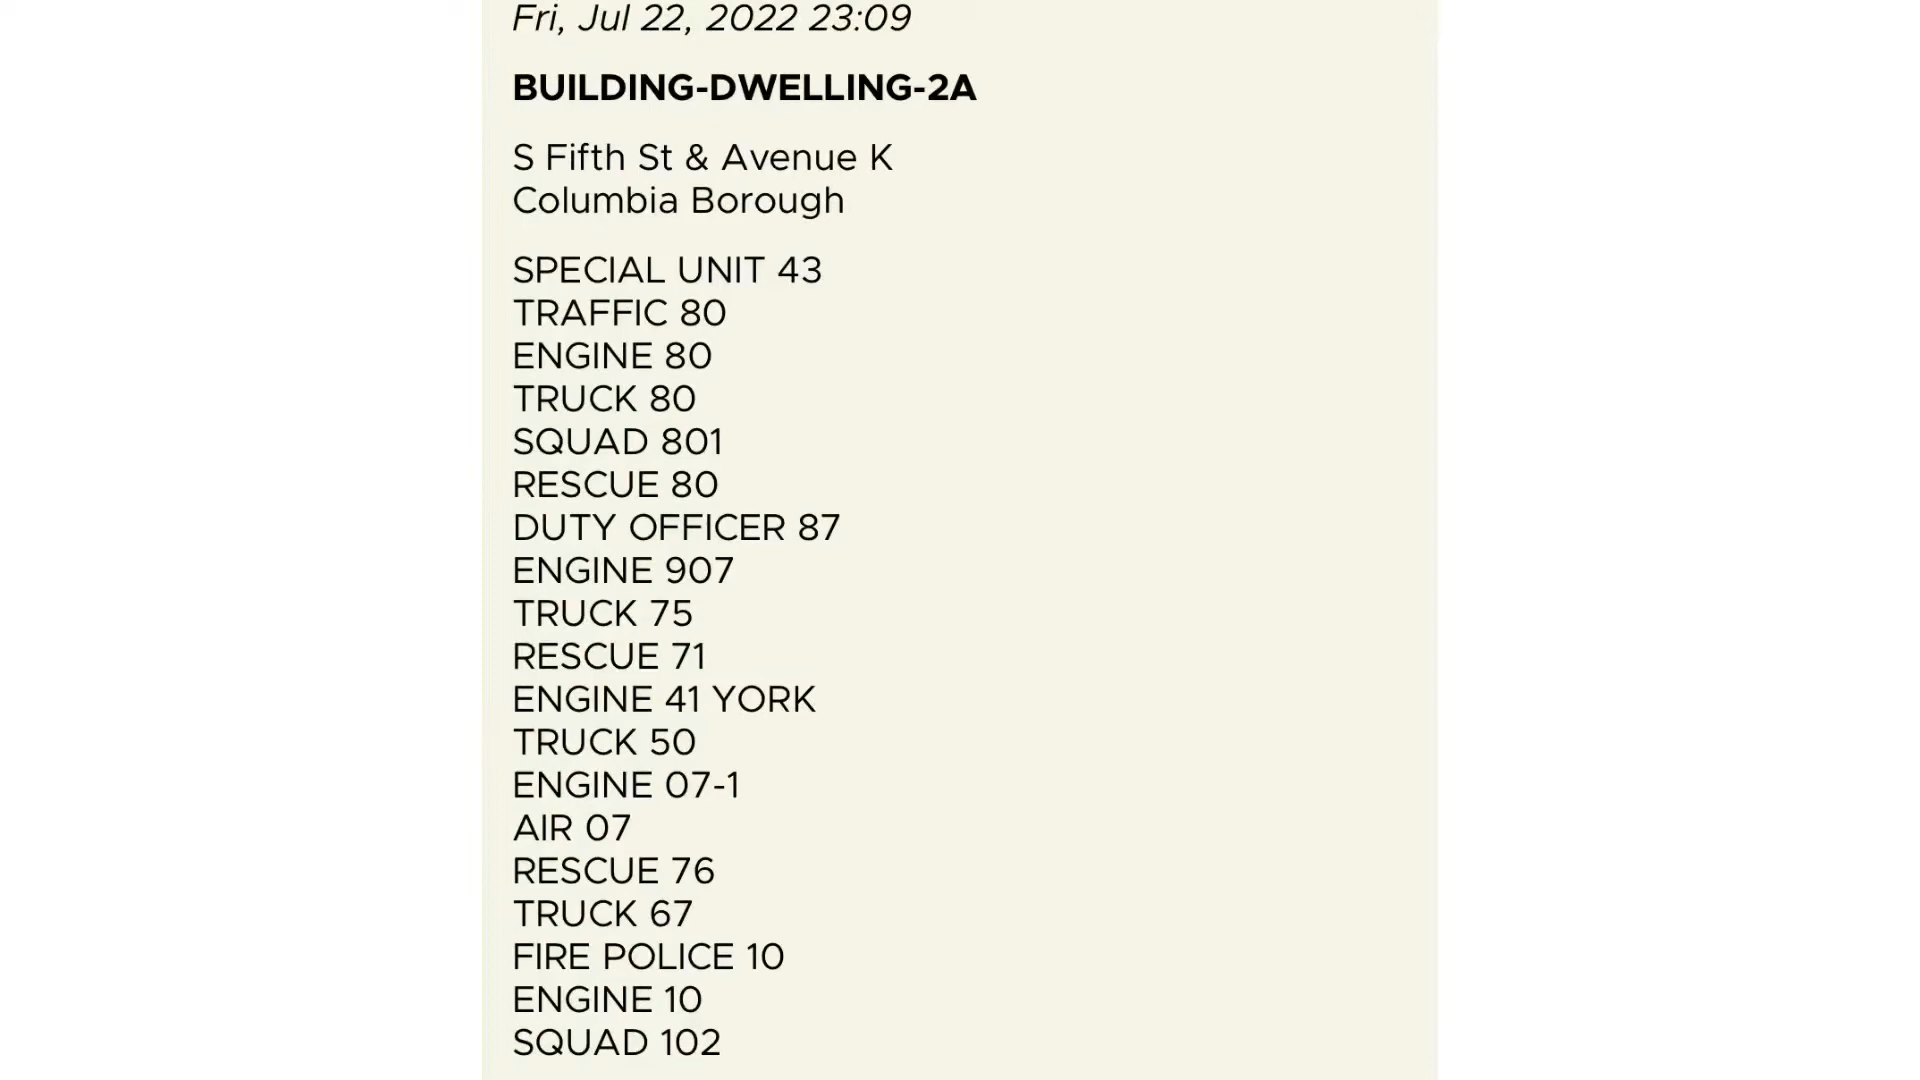 Fri, Jul 22, 2022 23:09
BUILDING-DWELLING-2A
S Fifth St & Avenue K
Columbia Borough
SPECIAL UNIT 43
TRAFFIC 80
ENGINE 80
TRUCK 80
SQUAD 801
RESCUE 80
DUTY OFFICER 87
ENGINE 907
TRUCK 75
RESCUE 71
ENGINE 41 YORK
TRUCK 50
ENGINE 07-1
AIR 07
RESCUE 76
TRUCK 67
FIRE POLICE 10
ENGINE 10
SQUAD 102